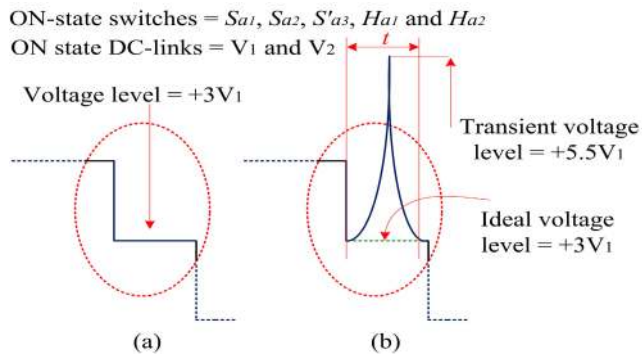 ON-state switches = Sa1, Sa2, S'a3, Ha1 and Ha2
ON state DC-links = V1 and V2
t
Voltage level = +3V1
Transient voltage
level = +5.5V1
Ideal voltage
level = +3V1
(a)
(b)